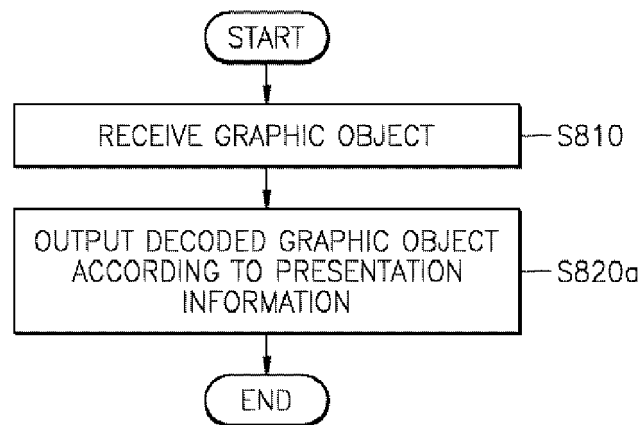 START
RECEIVE GRAPHIC OBJECT
S810
OUTPUT DECODED GRAPHIC OBJECT
ACCORDING TO PRESENTATION
INFORMATION
S820a
END